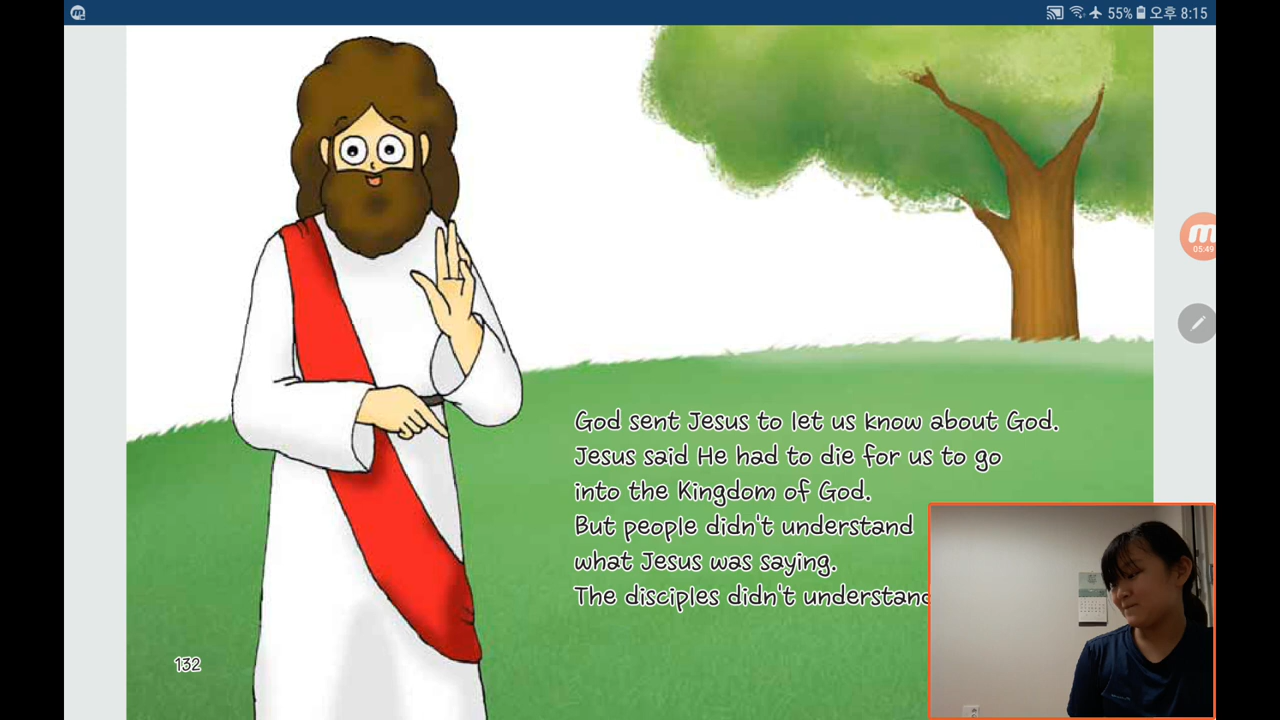 55% 오후 8:15
05:49
God sent Jesus to let us know about God.
Jesus said He had to die for us to go
into the Kingdom of God.
But people didn't understand
what Jesus was saying.
The disciples didn't understand
132